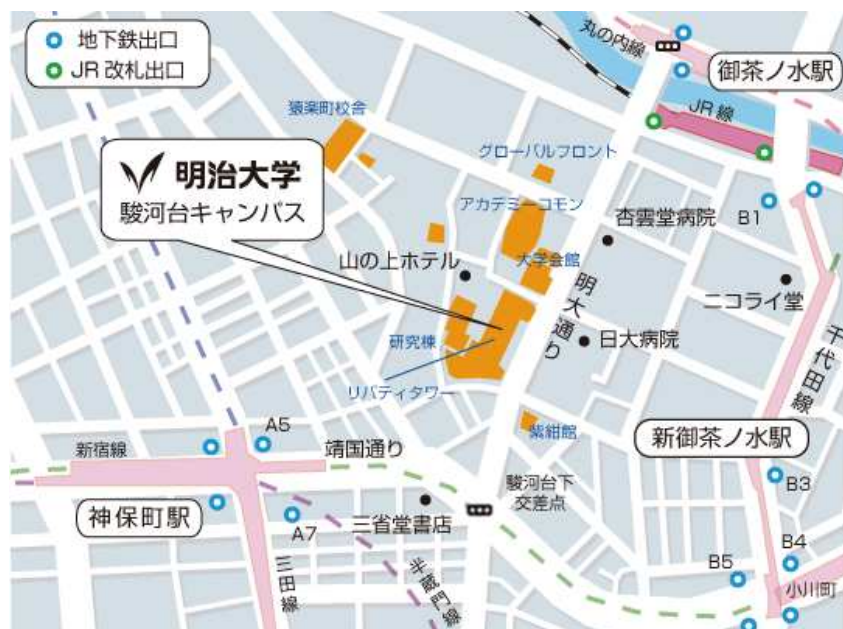 地下鉄出口
JR改札出口
丸の内線
御茶ノ水駅
JR線
猿楽町校舎
グローバルフロント
明治大学
駿河台キャンパス
アカデミーコモン
杏雲堂病院
B1
山の上ホテル
大学会館
ニコライ堂
明大通り
研究棟
日大病院
千代田線
リバティタワー
A5
紫紺館
新御茶ノ水駅
新宿線
靖国通り
駿河台下
交差点
B3
神保町駅
A7
三省堂書店
三田線
半蔵門線
B5
B4
小川町